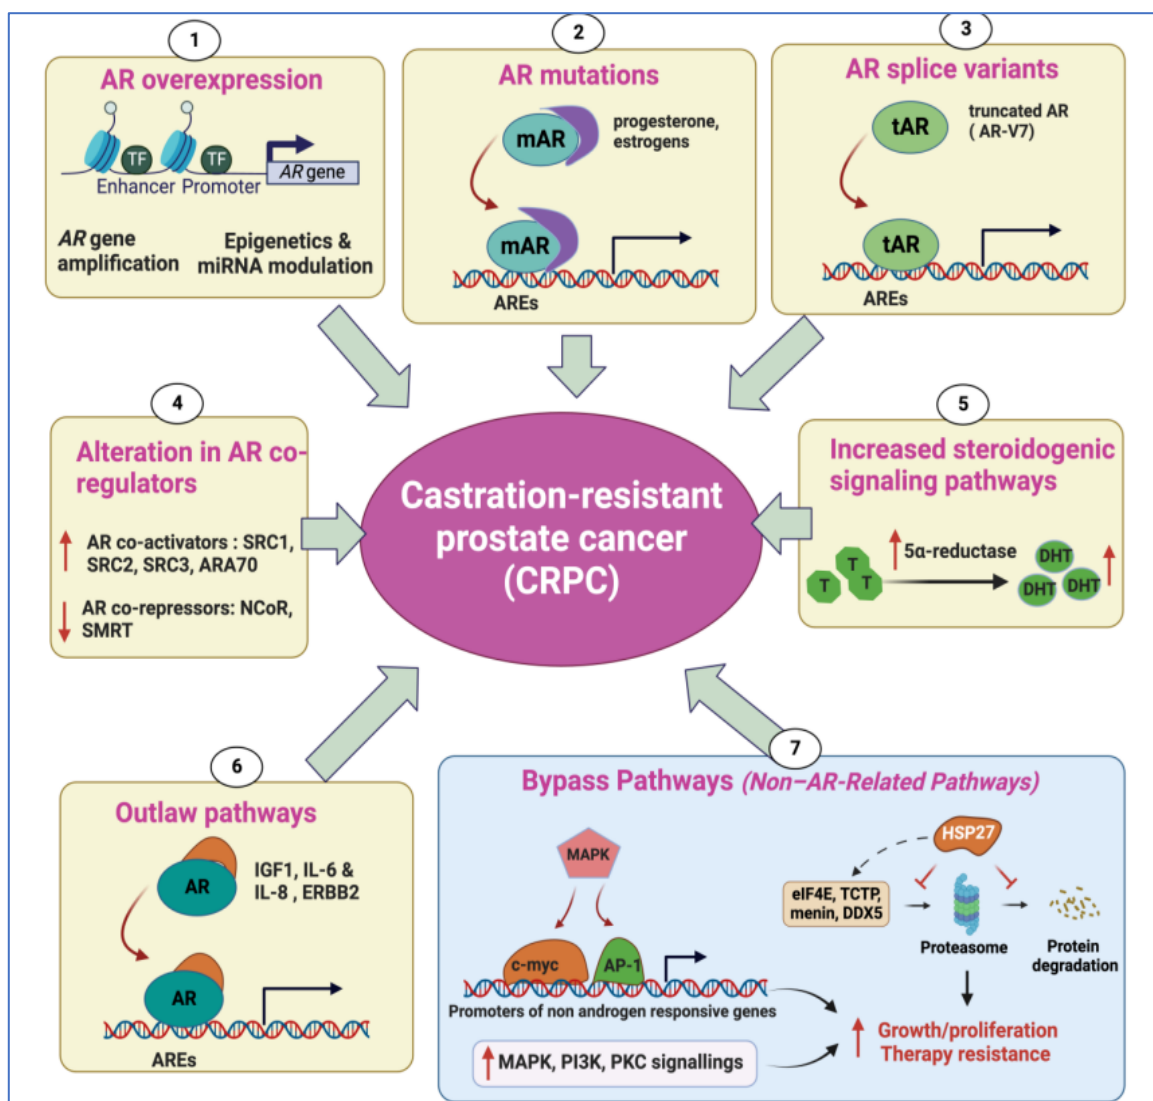 1
AR overexpression
TF
TF
AR gene
Enhancer Promoter
AR gene
amplification
Epigenetics &
miRNA modulation
2
AR mutations
mAR
progesterone,
estrogens
mAR
AREs
3
AR splice variants
tAR
truncated AR
( AR-V7)
tAR
AREs
4
Alteration in AR co-
regulators
AR co-activators : SRC1,
SRC2, SRC3, ARA70
AR co-repressors: NCoR,
SMRT
Castration-resistant
prostate cancer
(CRPC)
5
Increased steroidogenic
signaling pathways
5α-reductase
T
T
T
DHT
DHT
DHT
6
Outlaw pathways
AR
IGF1, IL-6 &
IL-8 , ERBB2
AR
AREs
7
Bypass Pathways (Non–AR-Related Pathways)
MAPK
c-myc
AP-1
Promoters of non androgen responsive genes
MAPK, PI3K, PKC signallings
HSP27
eIF4E, TCTP,
menin, DDX5
Proteasome
Protein
degradation
Growth/proliferation
Therapy resistance